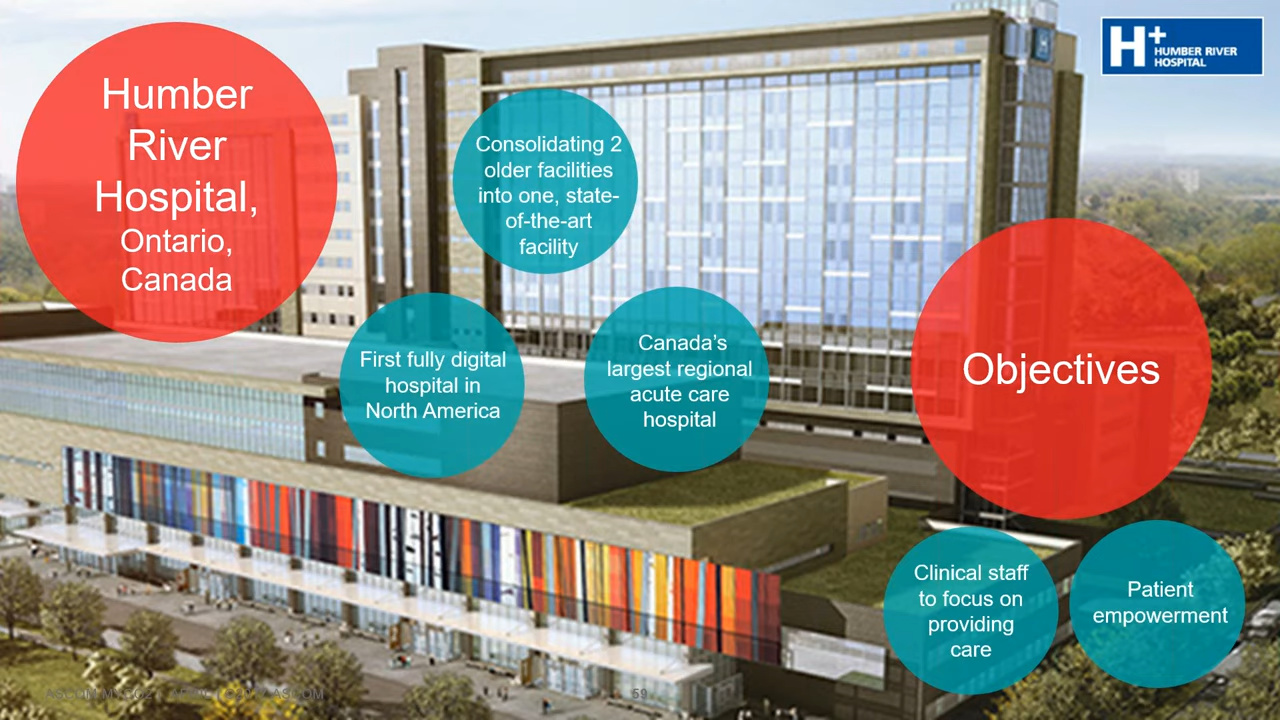 Humber
River
Hospital,
Ontario,
Canada
Consolidating 2
older facilities
into one, state-
of-the-art
facility
First fully digital
hospital in
North America
Canada’s
largest regional
acute care
hospital
H+
HUMBER RIVER
HOSPITAL
Objectives
Clinical staff
to focus on
providing
care
Patient
empowerment
ASCOM
59